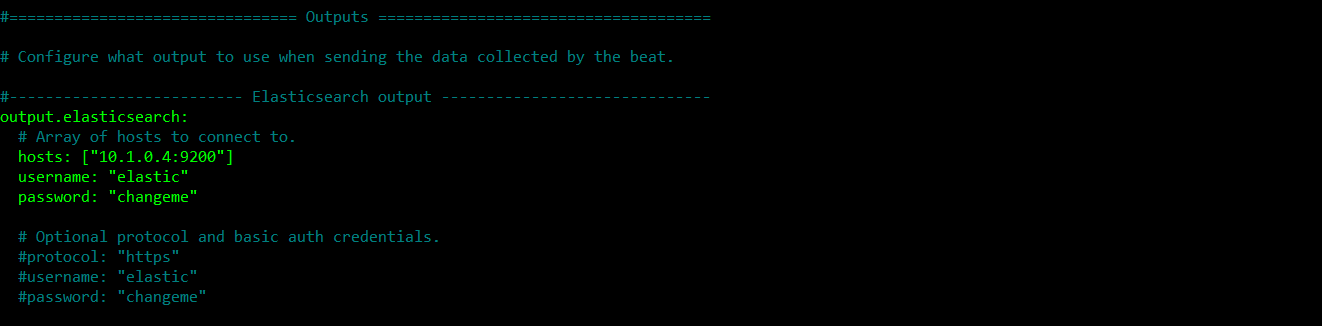 #================================ Outputs =====================================
# Configure what output to use when sending the data collected by the beat.
#-------------------------- Elasticsearch output ------------------------------
output.elasticsearch:
  # Array of hosts to connect to.
  hosts: ["10.1.0.4:9200"]
  username: "elastic"
  password: "changeme"
  # Optional protocol and basic auth credentials.
  #protocol: "https"
  #username: "elastic"
  #password: "changeme"